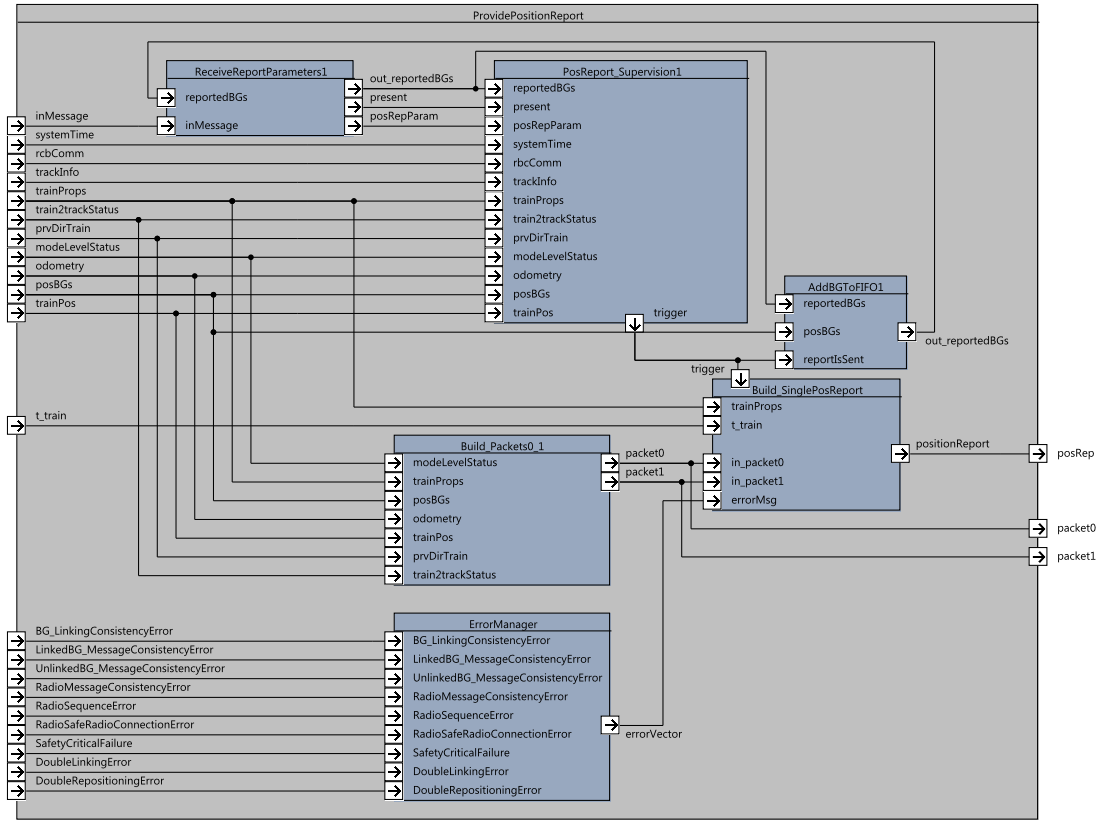 ProvidePositionReport
ReceiveReportParameters1
reportedBGs
inMessage
out_reportedBGs
present
posRepParam
PosReport_Supervision1
reportedBGs
present
posRepParam
systemTime
rbcComm
trackInfo
trainProps
train2trackStatus
prvDirTrain
modeLevelStatus
odometry
posBGs
trainPos
trigger
inMessage
systemTime
rcbComm
trackInfo
trainProps
train2trackStatus
prvDirTrain
modeLevelStatus
odometry
posBGs
trainPos
t_train
AddBGToFIFO1
reportedBGs
posBGs
reportIsSent
out_reportedBGs
trigger
Build_SinglePosReport
trainProps
t_train
in_packet0
in_packet1
errorMsg
positionReport
posRep
packet0
packet1
Build_Packets0_1
modeLevelStatus
trainProps
posBGs
odometry
trainPos
prvDirTrain
train2trackStatus
packet0
packet1
BG_LinkingConsistencyError
LinkedBG_MessageConsistencyError
UnlinkedBG_MessageConsistencyError
RadioMessageConsistencyError
RadioSequenceError
RadioSafeRadioConnectionError
SafetyCriticalFailure
DoubleLinkingError
DoubleRepositioningError
ErrorManager
BG_LinkingConsistencyError
LinkedBG_MessageConsistencyError
UnlinkedBG_MessageConsistencyError
RadioMessageConsistencyError
RadioSequenceError
RadioSafeRadioConnectionError
SafetyCriticalFailure
DoubleLinkingError
DoubleRepositioningError
errorVector